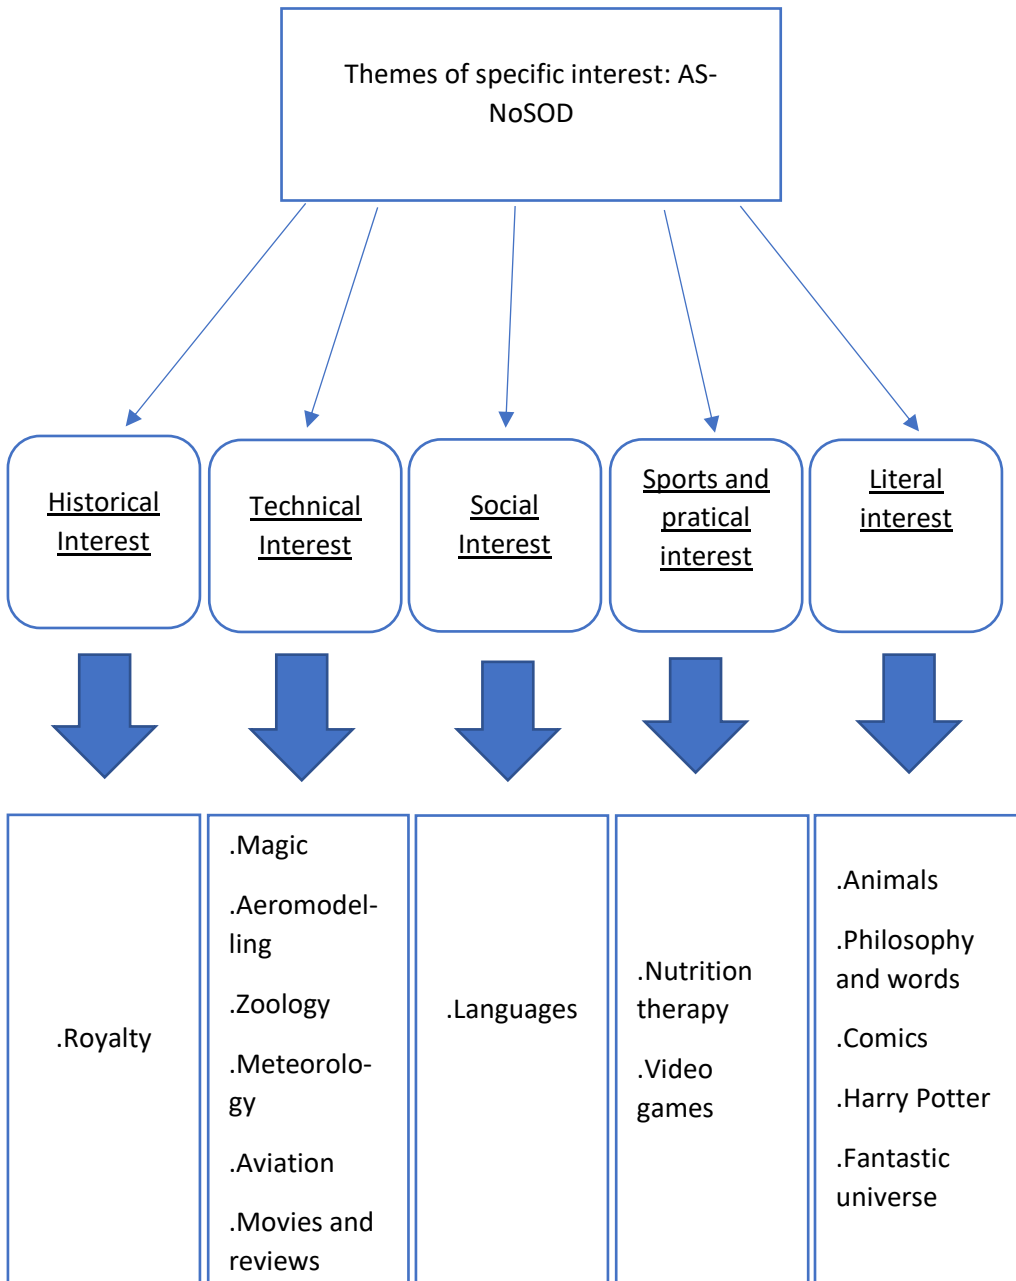 Themes of specific interest: AS-
NoSOD
Historical
Interest
Technical
Interest
Social
Interest
Sports and
pratical
interest
Literal
interest
.Royalty
.Magic
.Aeromodel-
ling
.Zoology
.Meteorolo-
gy
.Aviation
.Movies and
reviews
.Languages
.Nutrition
therapy
.Video
games
.Animals
.Philosophy
and words
.Comics
.Harry Potter
.Fantastic
universe